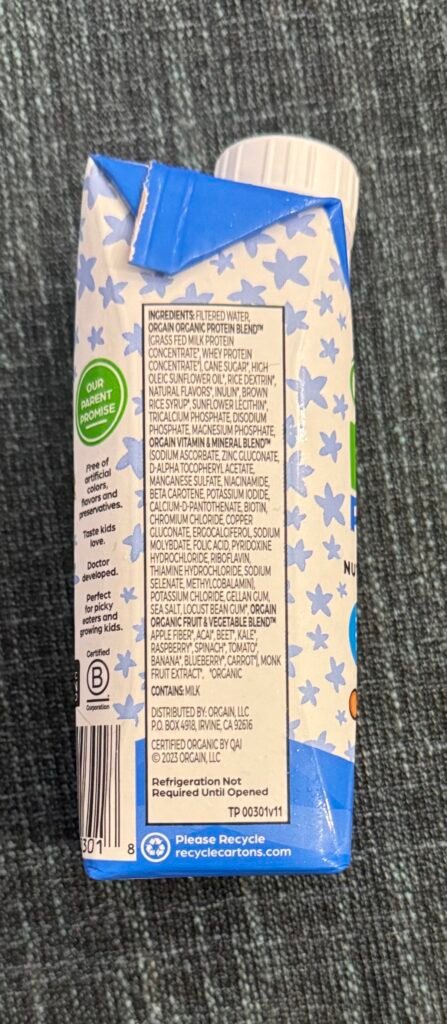 OUR
PARENT
PROMISE
Free of
artificial
colors,
flavors and
preservatives.
Taste kids
love.
Doctor
developed.
Perfect
for picky
eaters and
growing kids.
Certified
B
Corporation
301
8
INGREDIENTS: FILTERED WATER,
ORGAIN ORGANIC PROTEIN BLEND™
(GRASS FED MILK PROTEIN
CONCENTRATE*, WHEY PROTEIN
CONCENTRATE*), CANE SUGAR*, HIGH
OLEIC SUNFLOWER OIL*, RICE DEXTRIN*,
NATURAL FLAVORS*, INULIN*, BROWN
RICE SYRUP*, SUNFLOWER LECITHIN*,
TRICALCIUM PHOSPHATE, DISODIUM
PHOSPHATE, MAGNESIUM PHOSPHATE,
ORGAIN VITAMIN & MINERAL BLEND™
(SODIUM ASCORBATE, ZINC GLUCONATE,
D-ALPHA TOCOPHERYL ACETATE,
MANGANESE SULFATE, NIACINAMIDE,
BETA CAROTENE, POTASSIUM IODIDE,
CALCIUM-D-PANTOTHENATE, BIOTIN,
CHROMIUM CHLORIDE, COPPER
GLUCONATE, ERGOCALCIFEROL, SODIUM
MOLYBDATE, FOLIC ACID, PYRIDOXINE
HYDROCHLORIDE, RIBOFLAVIN,
THIAMINE HYDROCHLORIDE, SODIUM
SELENATE, METHYLCOBALAMIN),
POTASSIUM CHLORIDE, GELLAN GUM,
SEA SALT, LOCUST BEAN GUM*, ORGAIN
ORGANIC FRUIT & VEGETABLE BLEND™
(APPLE FIBER*, ACAI*, BEET*, KALE*,
RASPBERRY*, SPINACH*, TOMATO*,
BANANA*, BLUEBERRY*, CARROT*), MONK
FRUIT EXTRACT*. *ORGANIC
CONTAINS: MILK
DISTRIBUTED BY: ORGAIN, LLC
P.O. BOX 4918, IRVINE, CA 92616
CERTIFIED ORGANIC BY QAI
© 2023 ORGAIN, LLC
Refrigeration Not
Required Until Opened
TP 00301v11
Please Recycle
recyclecartons.com
NU